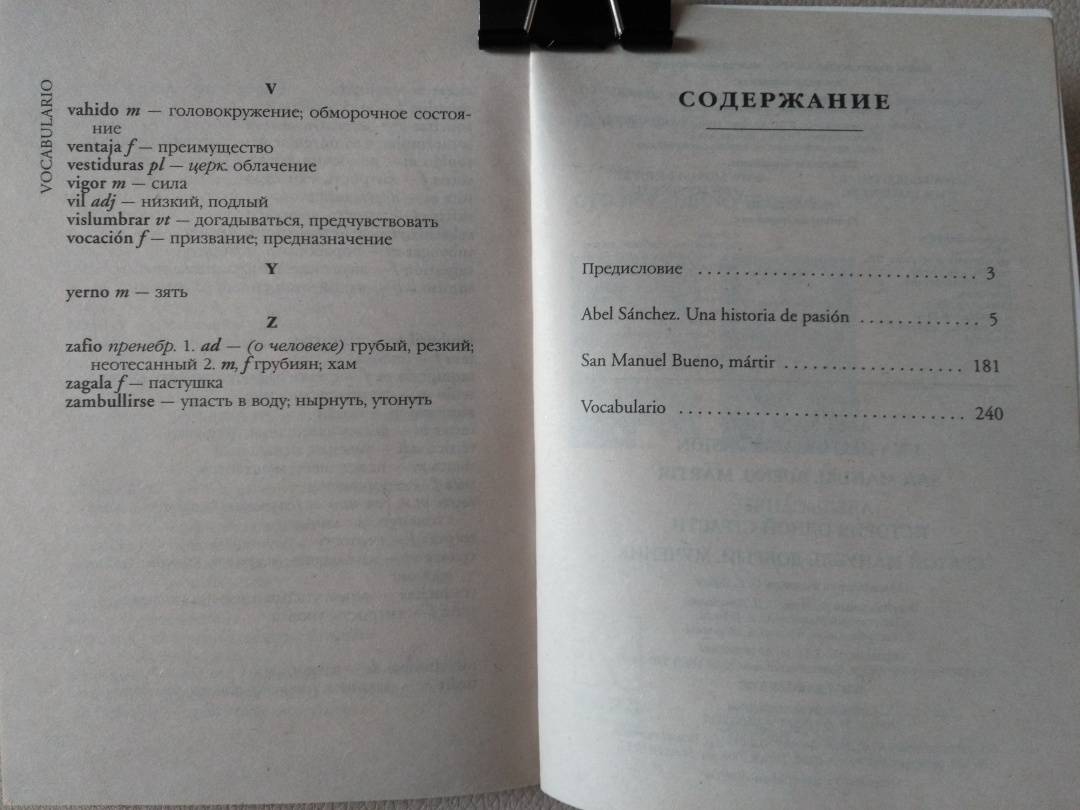 VOCABULARIO
V
vahido m — головокружение; обморочное состоя-
ние
ventaja f — преимущество
vestiduras pl — церк. облачение
vigor m — сила
vil adj — низкий, подлый
vislumbrar vt — догадываться, предчувствовать
vocación f — призвание; предназначение
Y
yerno m — зять
Z
zafio пренебр. 1. ad — (о человеке) грубый, резкий;
неотесанный 2. m, f грубиян; хам
zagala f — пастушка
zambullirse — упасть в воду; нырнуть, утонуть
СОДЕРЖАНИЕ
Предисловие . . . . . . . . . . . . . . . . . . . . . . . . . . . . . . 3
Abel Sánchez. Una historia de pasión . . . . . . . . . . . . . 5
San Manuel Bueno, mártir . . . . . . . . . . . . . . . . . . . 181
Vocabulario . . . . . . . . . . . . . . . . . . . . . . . . . . . . . . 240